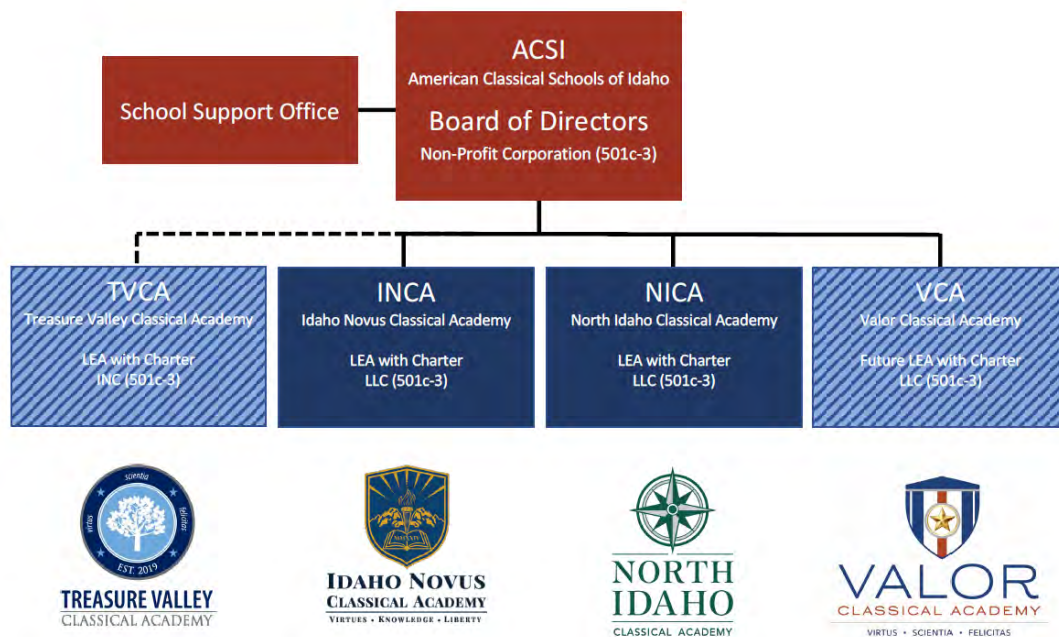 ACSI
American Classical Schools of Idaho
Board of Directors
Non-Profit Corporation (501c-3)
School Support Office
TVCA
Treasure Valley Classical Academy
LEA with Charter
INC (501c-3)
INCA
Idaho Novus Classical Academy
LEA with Charter
LLC (501c-3)
NICA
North Idaho Classical Academy
LEA with Charter
LLC (501c-3)
VCA
Valor Classical Academy
Future LEA with Charter
LLC (501c-3)
virtus
scientia
felicitas
EST. 2019
TREASURE VALLEY
CLASSICAL ACADEMY
MMXXIV
IDAHO NOVUS
CLASSICAL ACADEMY
VIRTUES • KNOWLEDGE • LIBERTY
NORTH
IDAHO
CLASSICAL ACADEMY
VALOR
CLASSICAL ACADEMY
VIRTUS • SCIENTIA • FELICITAS